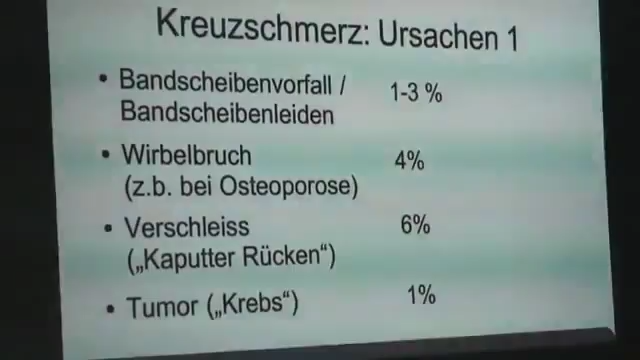 Kreuzschmerz: Ursachen 1
• Bandscheibenvorfall / 1-3 %
Bandscheibenleiden
• Wirbelbruch 4%
(z.b. bei Osteoporose)
• Verschleiss 6%
(„Kaputter Rücken“)
• Tumor („Krebs“) 1%